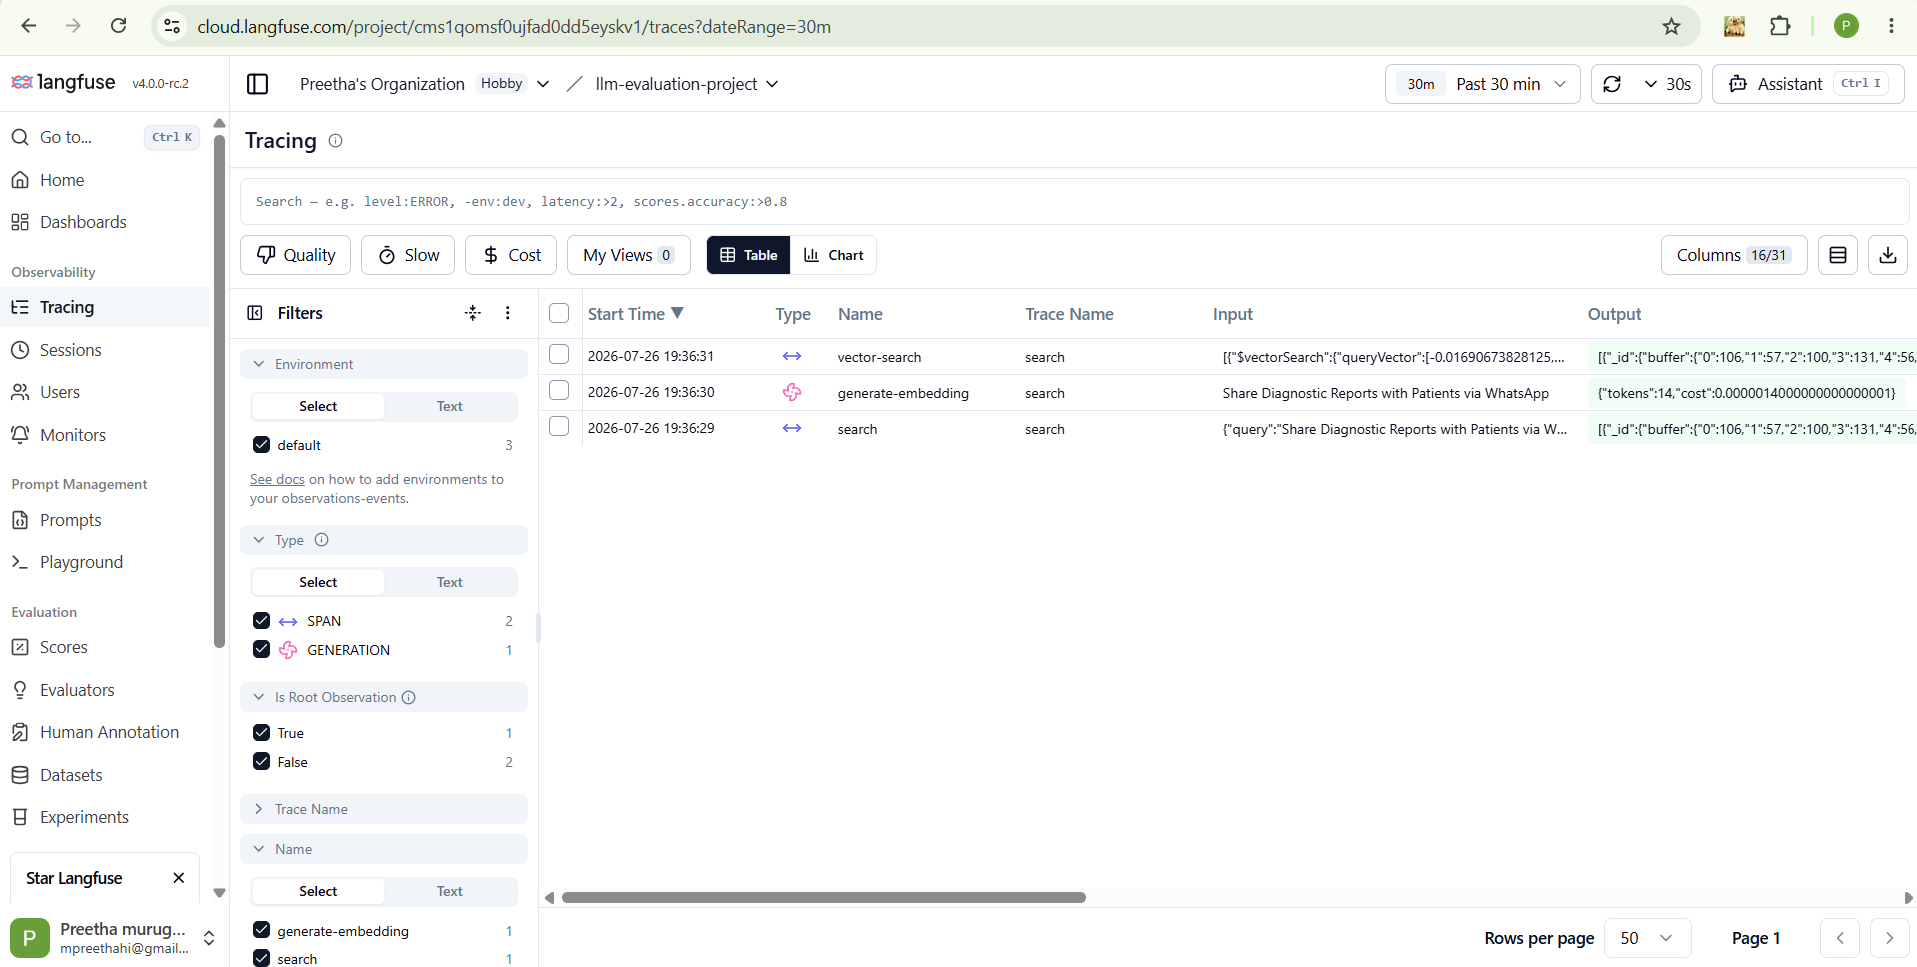 cloud.langfuse.com/project/cms1qomsf0ujfad0dd5eyskv1/traces?dateRange=30m
P
langfuse v4.0.0-rc.2
Preetha's Organization Hobby llm-evaluation-project
30m Past 30 min
30s
Assistant Ctrl I
Go to... Ctrl K
Home
Dashboards
Observability
Tracing
Sessions
Users
Monitors
Prompt Management
Prompts
Playground
Evaluation
Scores
Evaluators
Human Annotation
Datasets
Experiments
Star Langfuse
P
Preetha murug...
mpreethahi@gmail...
Tracing
Search — e.g. level:ERROR, -env:dev, latency:>2, scores.accuracy:>0.8
Quality Slow Cost My Views 0 Table Chart
Columns 16/31
Filters
Environment
Select Text
default 3
See docs on how to add environments to
your observations-events.
Type
Select Text
SPAN 2
GENERATION 1
Is Root Observation
True 1
False 2
Trace Name
Name
Select Text
generate-embedding 1
search 1
Start Time Type Name Trace Name Input Output
2026-07-26 19:36:31 vector-search search [{"$vectorSearch":{"queryVector":[-0.01690673828125,... [{"_id":{"buffer":{"0":106,"1":57,"2":100,"3":131,"4":56,
2026-07-26 19:36:30 generate-embedding search Share Diagnostic Reports with Patients via WhatsApp {"tokens":14,"cost":0.0000014000000000000001}
2026-07-26 19:36:29 search search {"query":"Share Diagnostic Reports with Patients via W... [{"_id":{"buffer":{"0":106,"1":57,"2":100,"3":131,"4":56,
Rows per page 50 Page 1